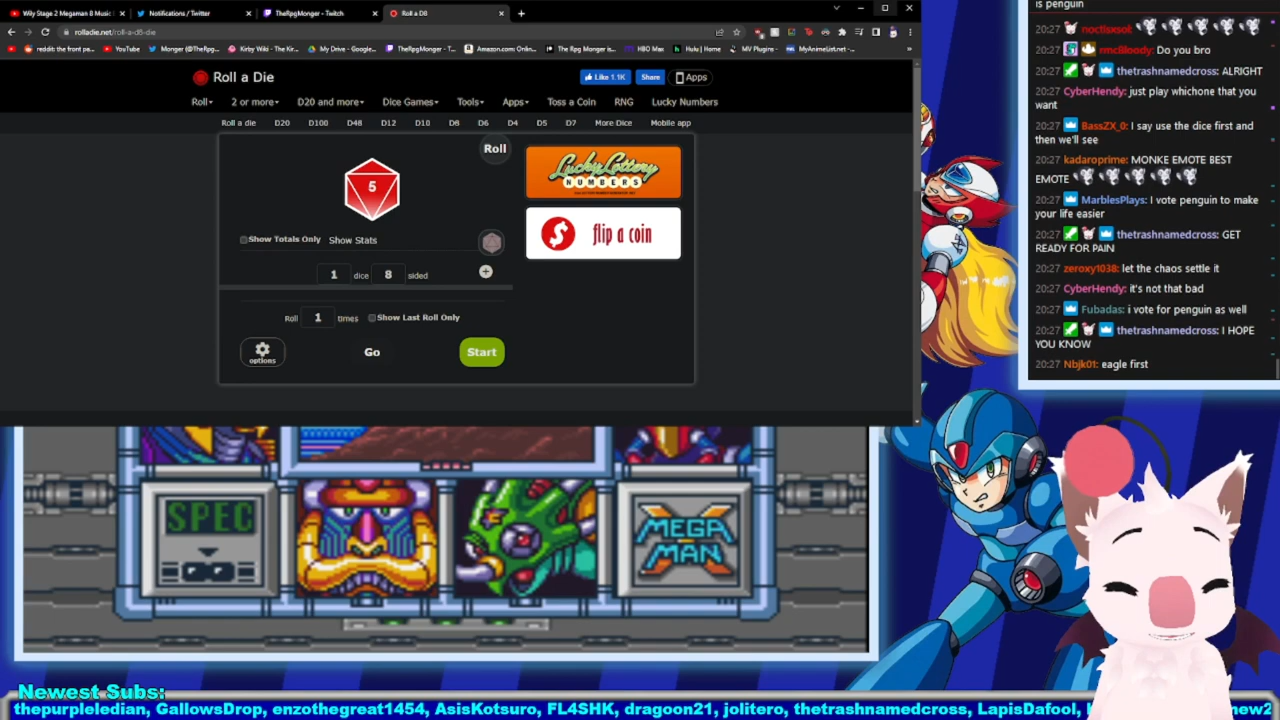 Wily Stage 2 Megaman 8 Music
Notifications / Twitter
TheRpgMonger - Twitch
Roll a D8
rolladie.net/roll-a-d8-die
reddit: the front pa...
YouTube
Monger (@TheRpg...
Kirby Wiki - The Kir...
My Drive - Google...
TheRpgMonger - T...
Amazon.com: Onlin...
The Rpg Monger is...
HBO Max
Hulu | Home
MV Plugins -
MyAnimeList.net -...
Roll a Die
Like 1.1K
Share
Apps
Roll
2 or more
D20 and more
Dice Games
Tools
Apps
Toss a Coin
RNG
Lucky Numbers
Roll a die
D20
D100
D48
D12
D10
D8
D6
D4
D5
D7
More Dice
Mobile app
5
Roll
Lucky Lottery
NUMBERS
flip a coin
Show Totals Only
Show Stats
1 dice 8 sided
Roll 1 times
Show Last Roll Only
options
Go
Start
SPEC
MEGA
MAN
is penguin
20:27 noctisxsol:
20:27 rmcBloody: Do you bro
20:27 thetrashnamedcross: ALRIGHT
20:27 CyberHendy: just play whichone that you
want
20:27 BassZX_0: I say use the dice first and
then we'll see
20:27 kadaroprime: MONKE EMOTE BEST
EMOTE
20:27 MarblesPlays: I vote penguin to make
your life easier
20:27 thetrashnamedcross: GET
READY FOR PAIN
20:27 zeroxy1038: let the chaos settle it
20:27 CyberHendy: it's not that bad
20:27 Fubadas: i vote for penguin as well
20:27 thetrashnamedcross: I HOPE
YOU KNOW
20:27 Nbjk01: eagle first
Newest Subs:
thepurpleledian, GallowsDrop, enzothegreat1454, AsisKotsuro, FL4SHK, dragoon21, jolitero, thetrashnamedcross, LapisDafool,